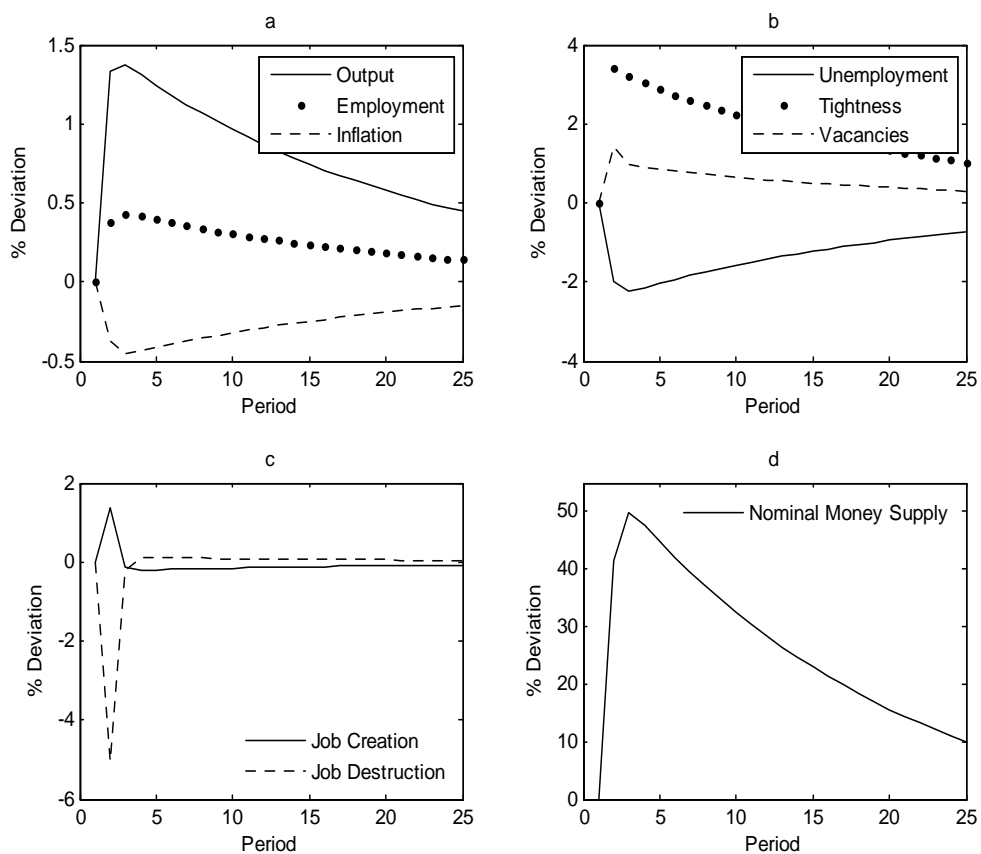 a
1.5
1
0.5
0
-0.5
% Deviation
0 5 10 15 20 25
Period
Output
Employment
Inflation
b
4
2
0
-2
-4
% Deviation
0 5 10 15 20 25
Period
Unemployment
Tightness
Vacancies
c
2
0
-2
-4
-6
% Deviation
0 5 10 15 20 25
Period
Job Creation
Job Destruction
d
50
40
30
20
10
0
% Deviation
0 5 10 15 20 25
Period
Nominal Money Supply